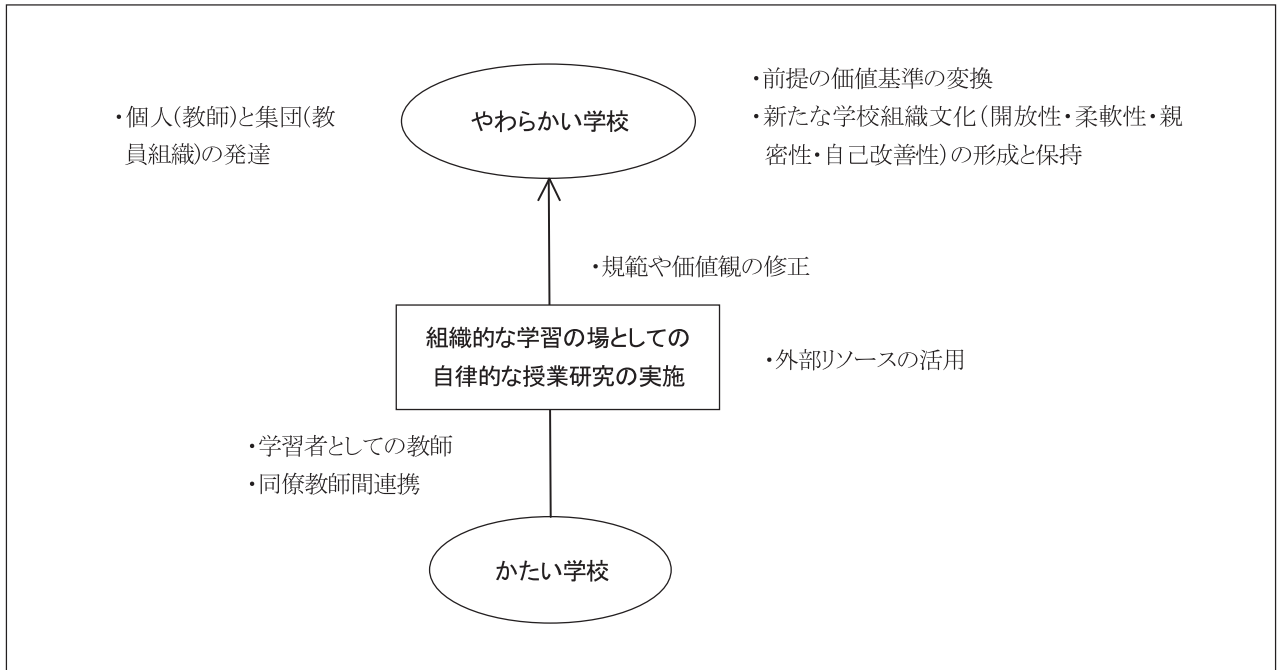 やわらかい学校
・個人(教師)と集団(教
員組織)の発達
・前提の価値基準の変換
・新たな学校組織文化(開放性・柔軟性・親
密性・自己改善性)の形成と保持
・規範や価値観の修正
組織的な学習の場としての
自律的な授業研究の実施
・外部リソースの活用
・学習者としての教師
・同僚教師間連携
かたい学校